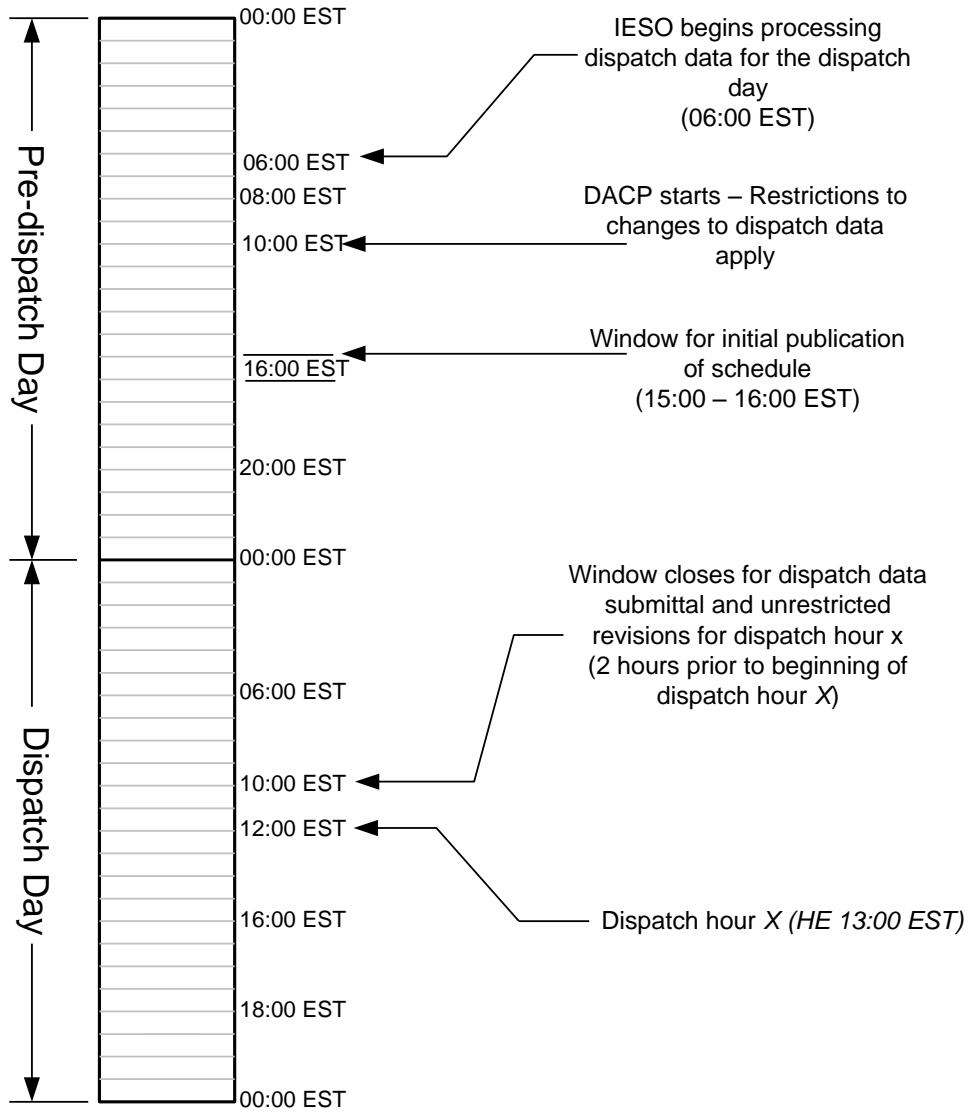 00:00 EST
IESO begins processing
dispatch data for the dispatch
day
(06:00 EST)
06:00 EST
08:00 EST
DACP starts – Restrictions to
changes to dispatch data
apply
10:00 EST
Pre-dispatch Day
Window for initial publication
of schedule
(15:00 – 16:00 EST)
16:00 EST
20:00 EST
00:00 EST
Window closes for dispatch data
submittal and unrestricted
revisions for dispatch hour x
(2 hours prior to beginning of
dispatch hour X)
06:00 EST
10:00 EST
12:00 EST
Dispatch Day
16:00 EST
Dispatch hour X (HE 13:00 EST)
18:00 EST
00:00 EST